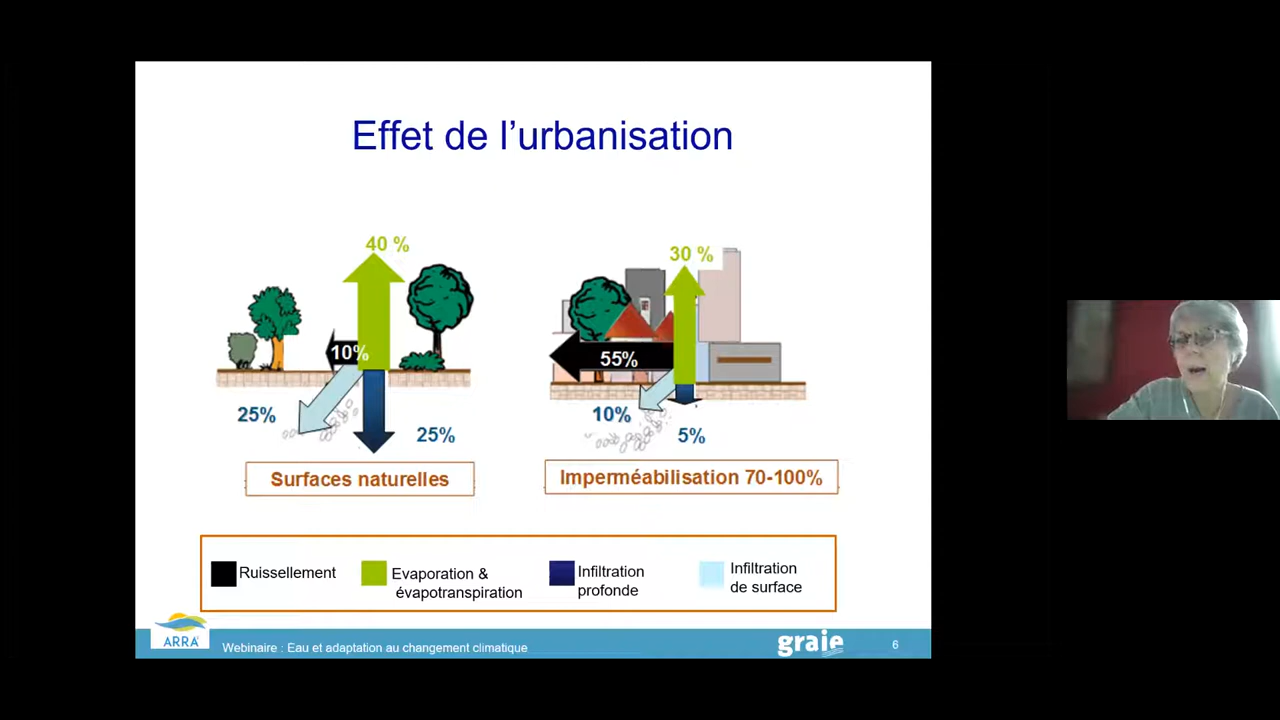 Effet de l'urbanisation
40 %
10%
25%
25%
Surfaces naturelles
30 %
55%
10%
5%
Imperméabilisation 70-100%
Ruissellement
Evaporation &
évapotranspiration
Infiltration
profonde
Infiltration
de surface
ARRA²
Webinaire : Eau et adaptation au changement climatique
graie
6